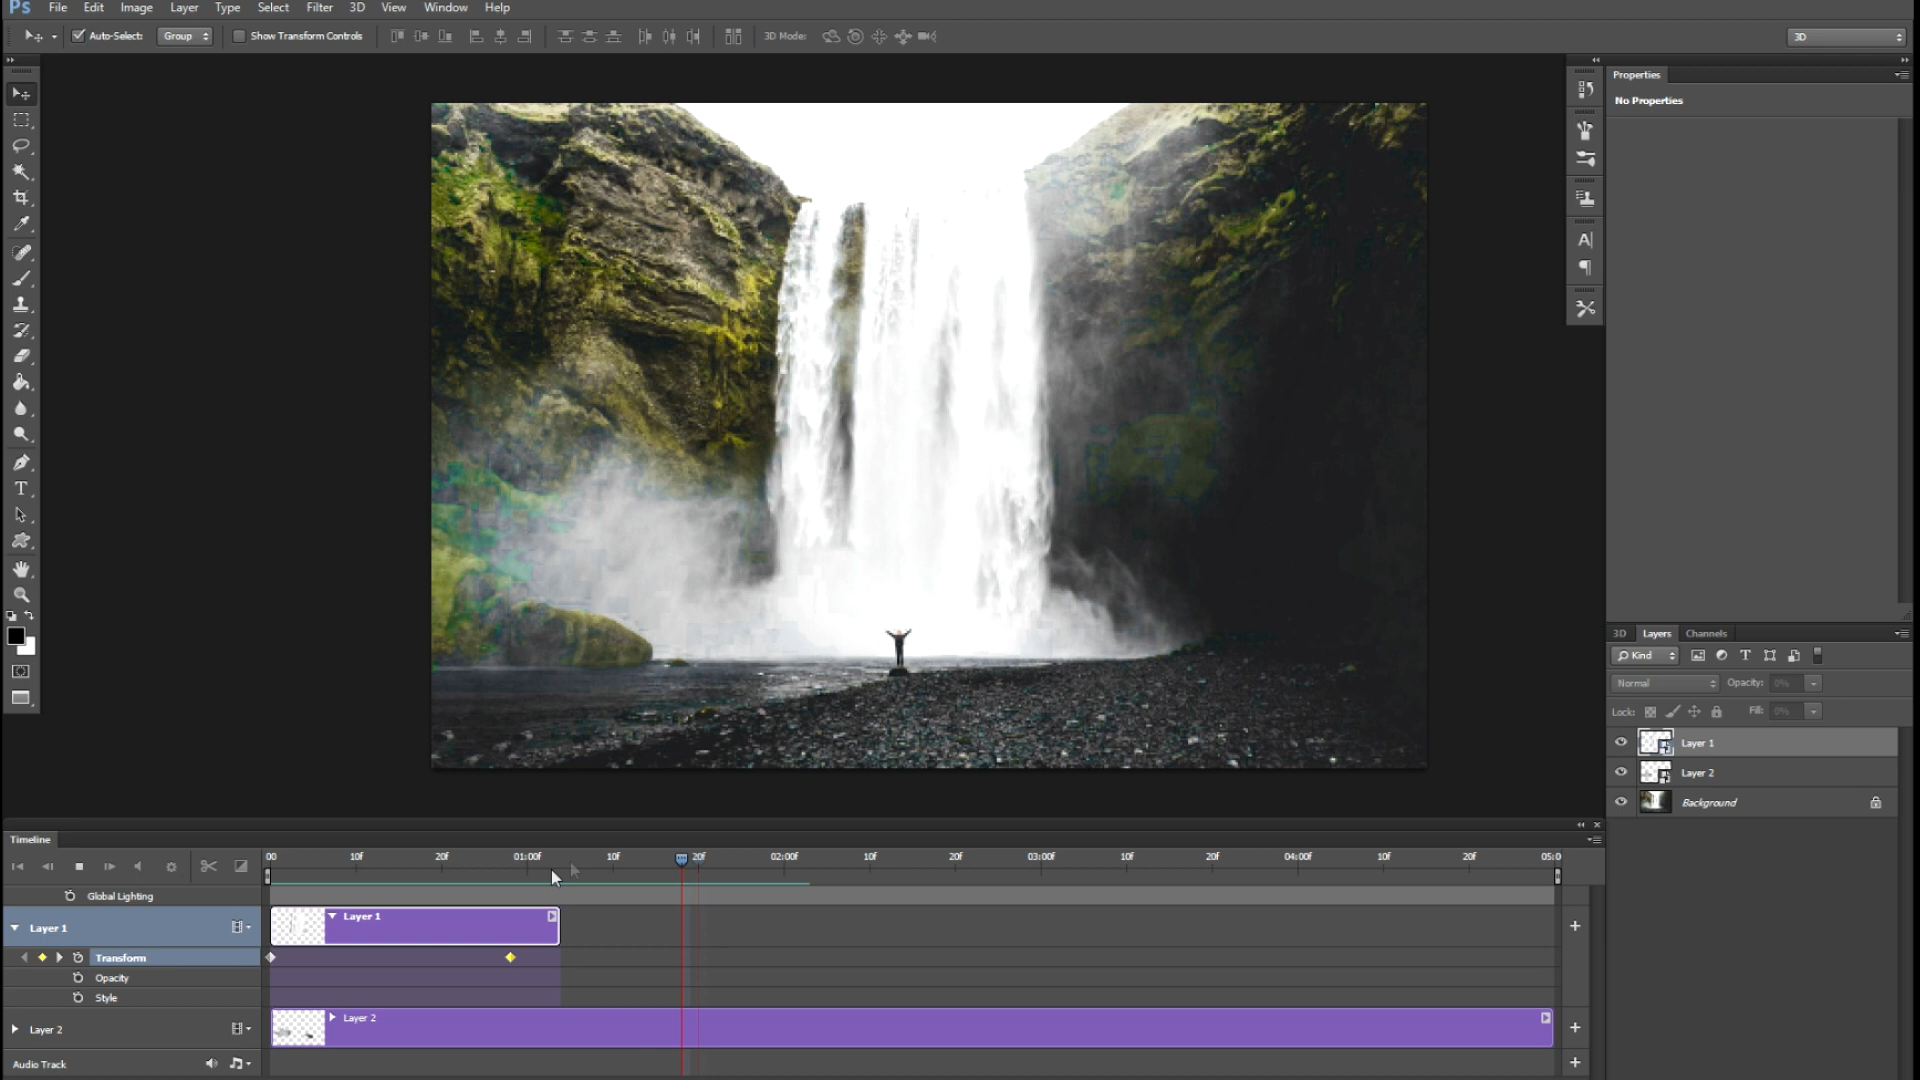 Ps File Edit Image Layer Type Select Filter 3D View Window Help
Auto-Select: Group Show Transform Controls 3D Mode: 3D
Properties
No Properties
3D Layers Channels
Kind
Normal Opacity: 0%
Lock: Fill: 0%
Layer 1
Layer 2
Background
Timeline
00 10f 20f 01:00f 10f 20f 02:00f 10f 20f 03:00f 10f 20f 04:00f 10f 20f 05:0
Global Lighting
Layer 1 Layer 1
Transform
Opacity
Style
Layer 2 Layer 2
Audio Track